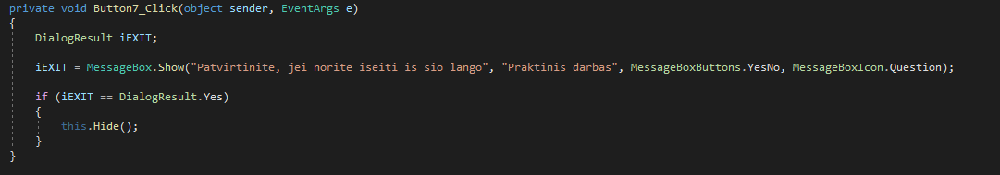 private void Button7_Click(object sender, EventArgs e)
{
DialogResult iEXIT;
iEXIT = MessageBox.Show("Patvirtinite, jei norite iseiti is sio lango", "Praktinis darbas", MessageBoxButtons.YesNo, MessageBoxIcon.Question);
if (iEXIT == DialogResult.Yes)
{
this.Hide();
}
}